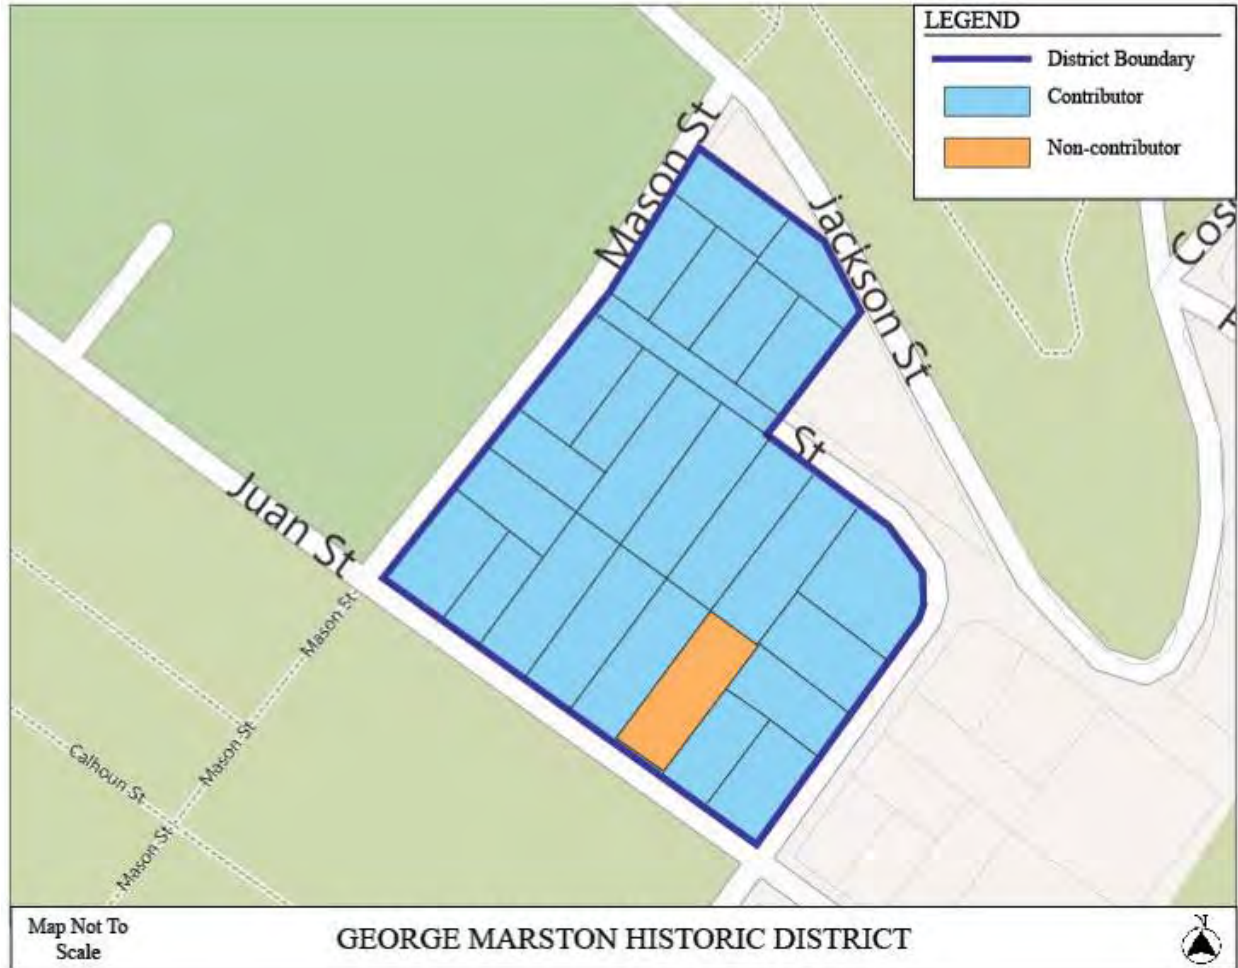 LEGEND
District Boundary
Contributor
Non-contributor
Mason St
Jackson St
St
Juan St
Mason St
Mason St
Calhoun St
Mason St
Map Not To
Scale
GEORGE MARSTON HISTORIC DISTRICT